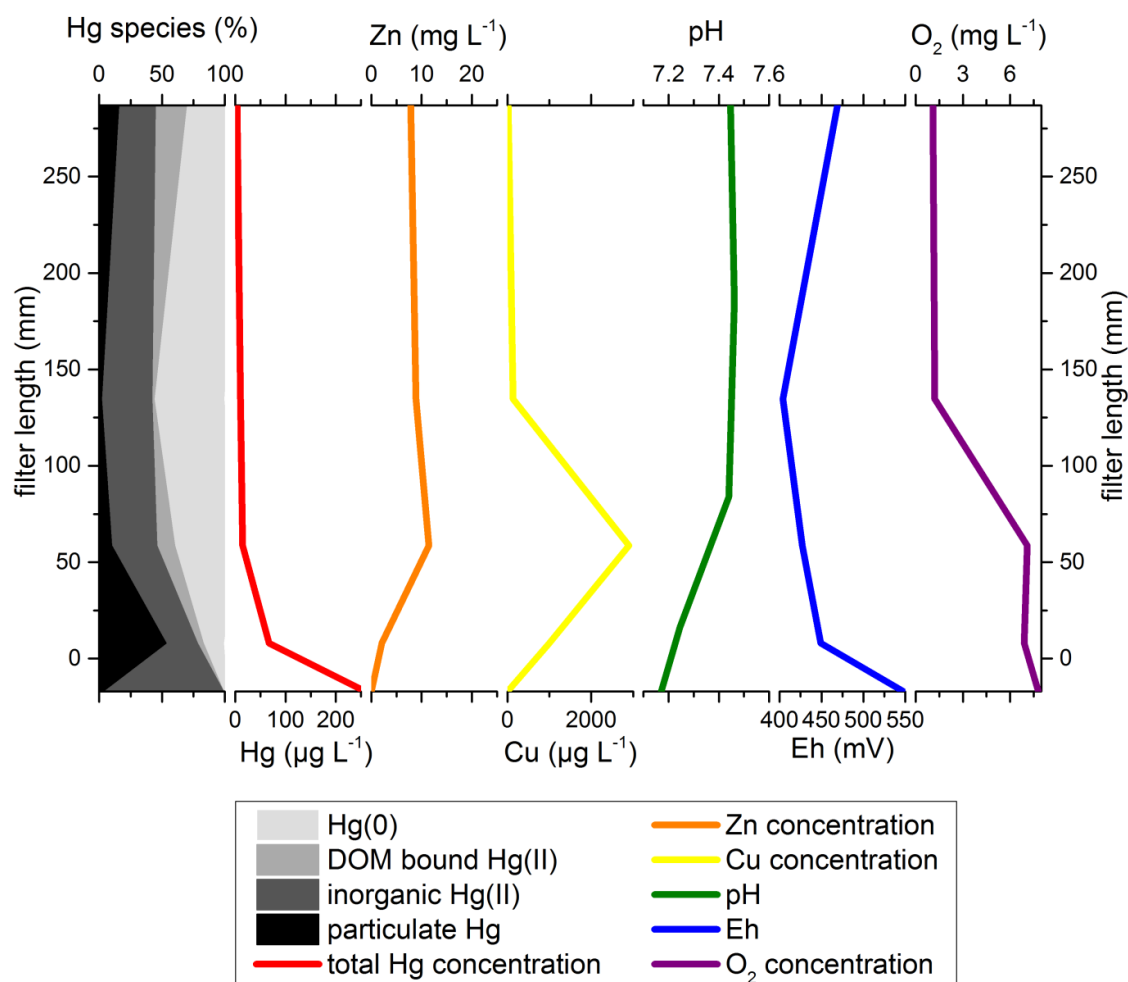 Hg species (%)
Zn (mg L⁻¹)
pH
O₂ (mg L⁻¹)
0 50 100
0 10 20
7.2 7.4 7.6
0 3 6
filter length (mm)
250
200
150
100
50
0
250
200
150
100
50
0
filter length (mm)
0 100 200
0 2000
400 450 500 550
Hg (µg L⁻¹)
Cu (µg L⁻¹)
Eh (mV)
Hg(0)
DOM bound Hg(II)
inorganic Hg(II)
particulate Hg
total Hg concentration
Zn concentration
Cu concentration
pH
Eh
O₂ concentration